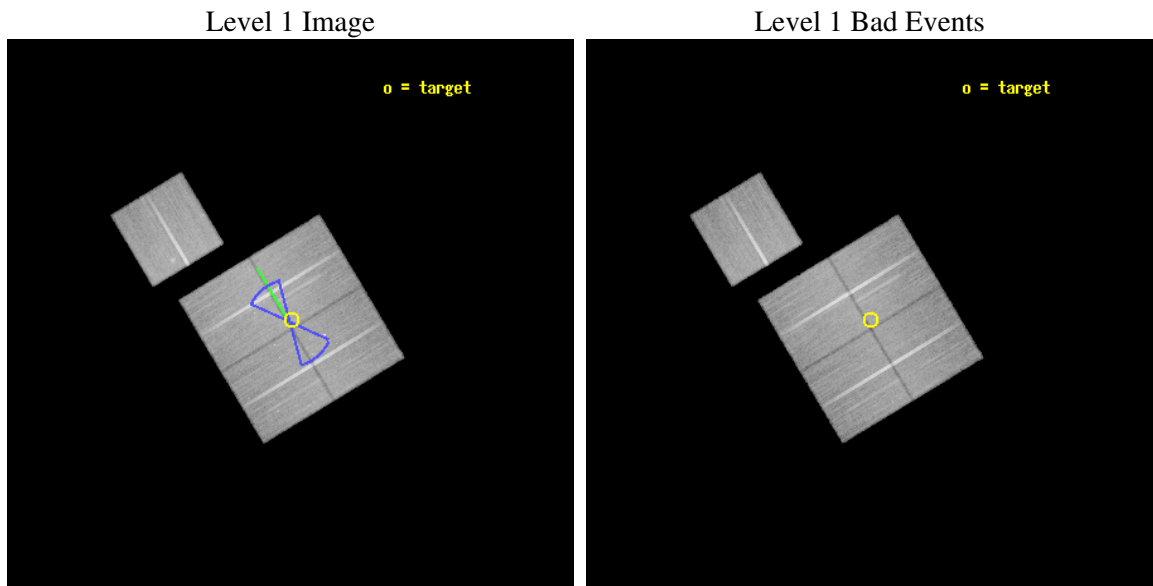 Level 1 Image
Level 1 Bad Events
o = target
o = target